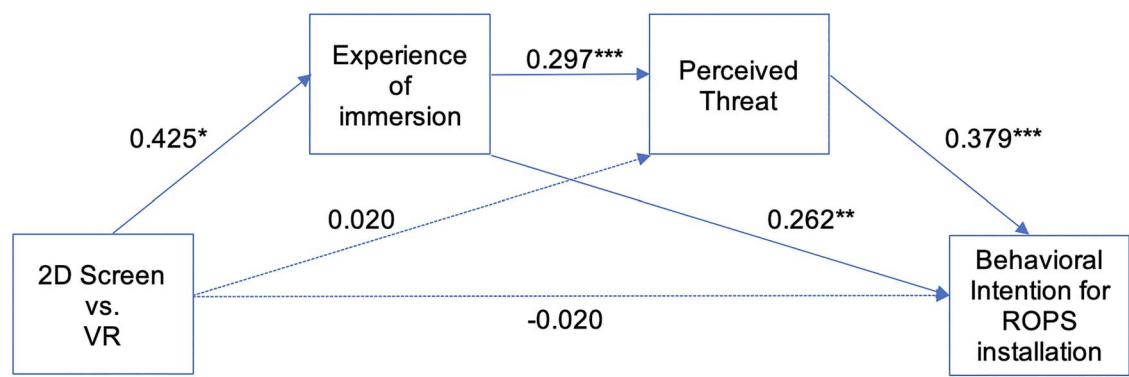 Experience
of
immersion
0.297***
Perceived
Threat
0.425*
0.379***
0.020
0.262**
2D Screen
vs.
VR
-0.020
Behavioral
Intention for
ROPS
installation